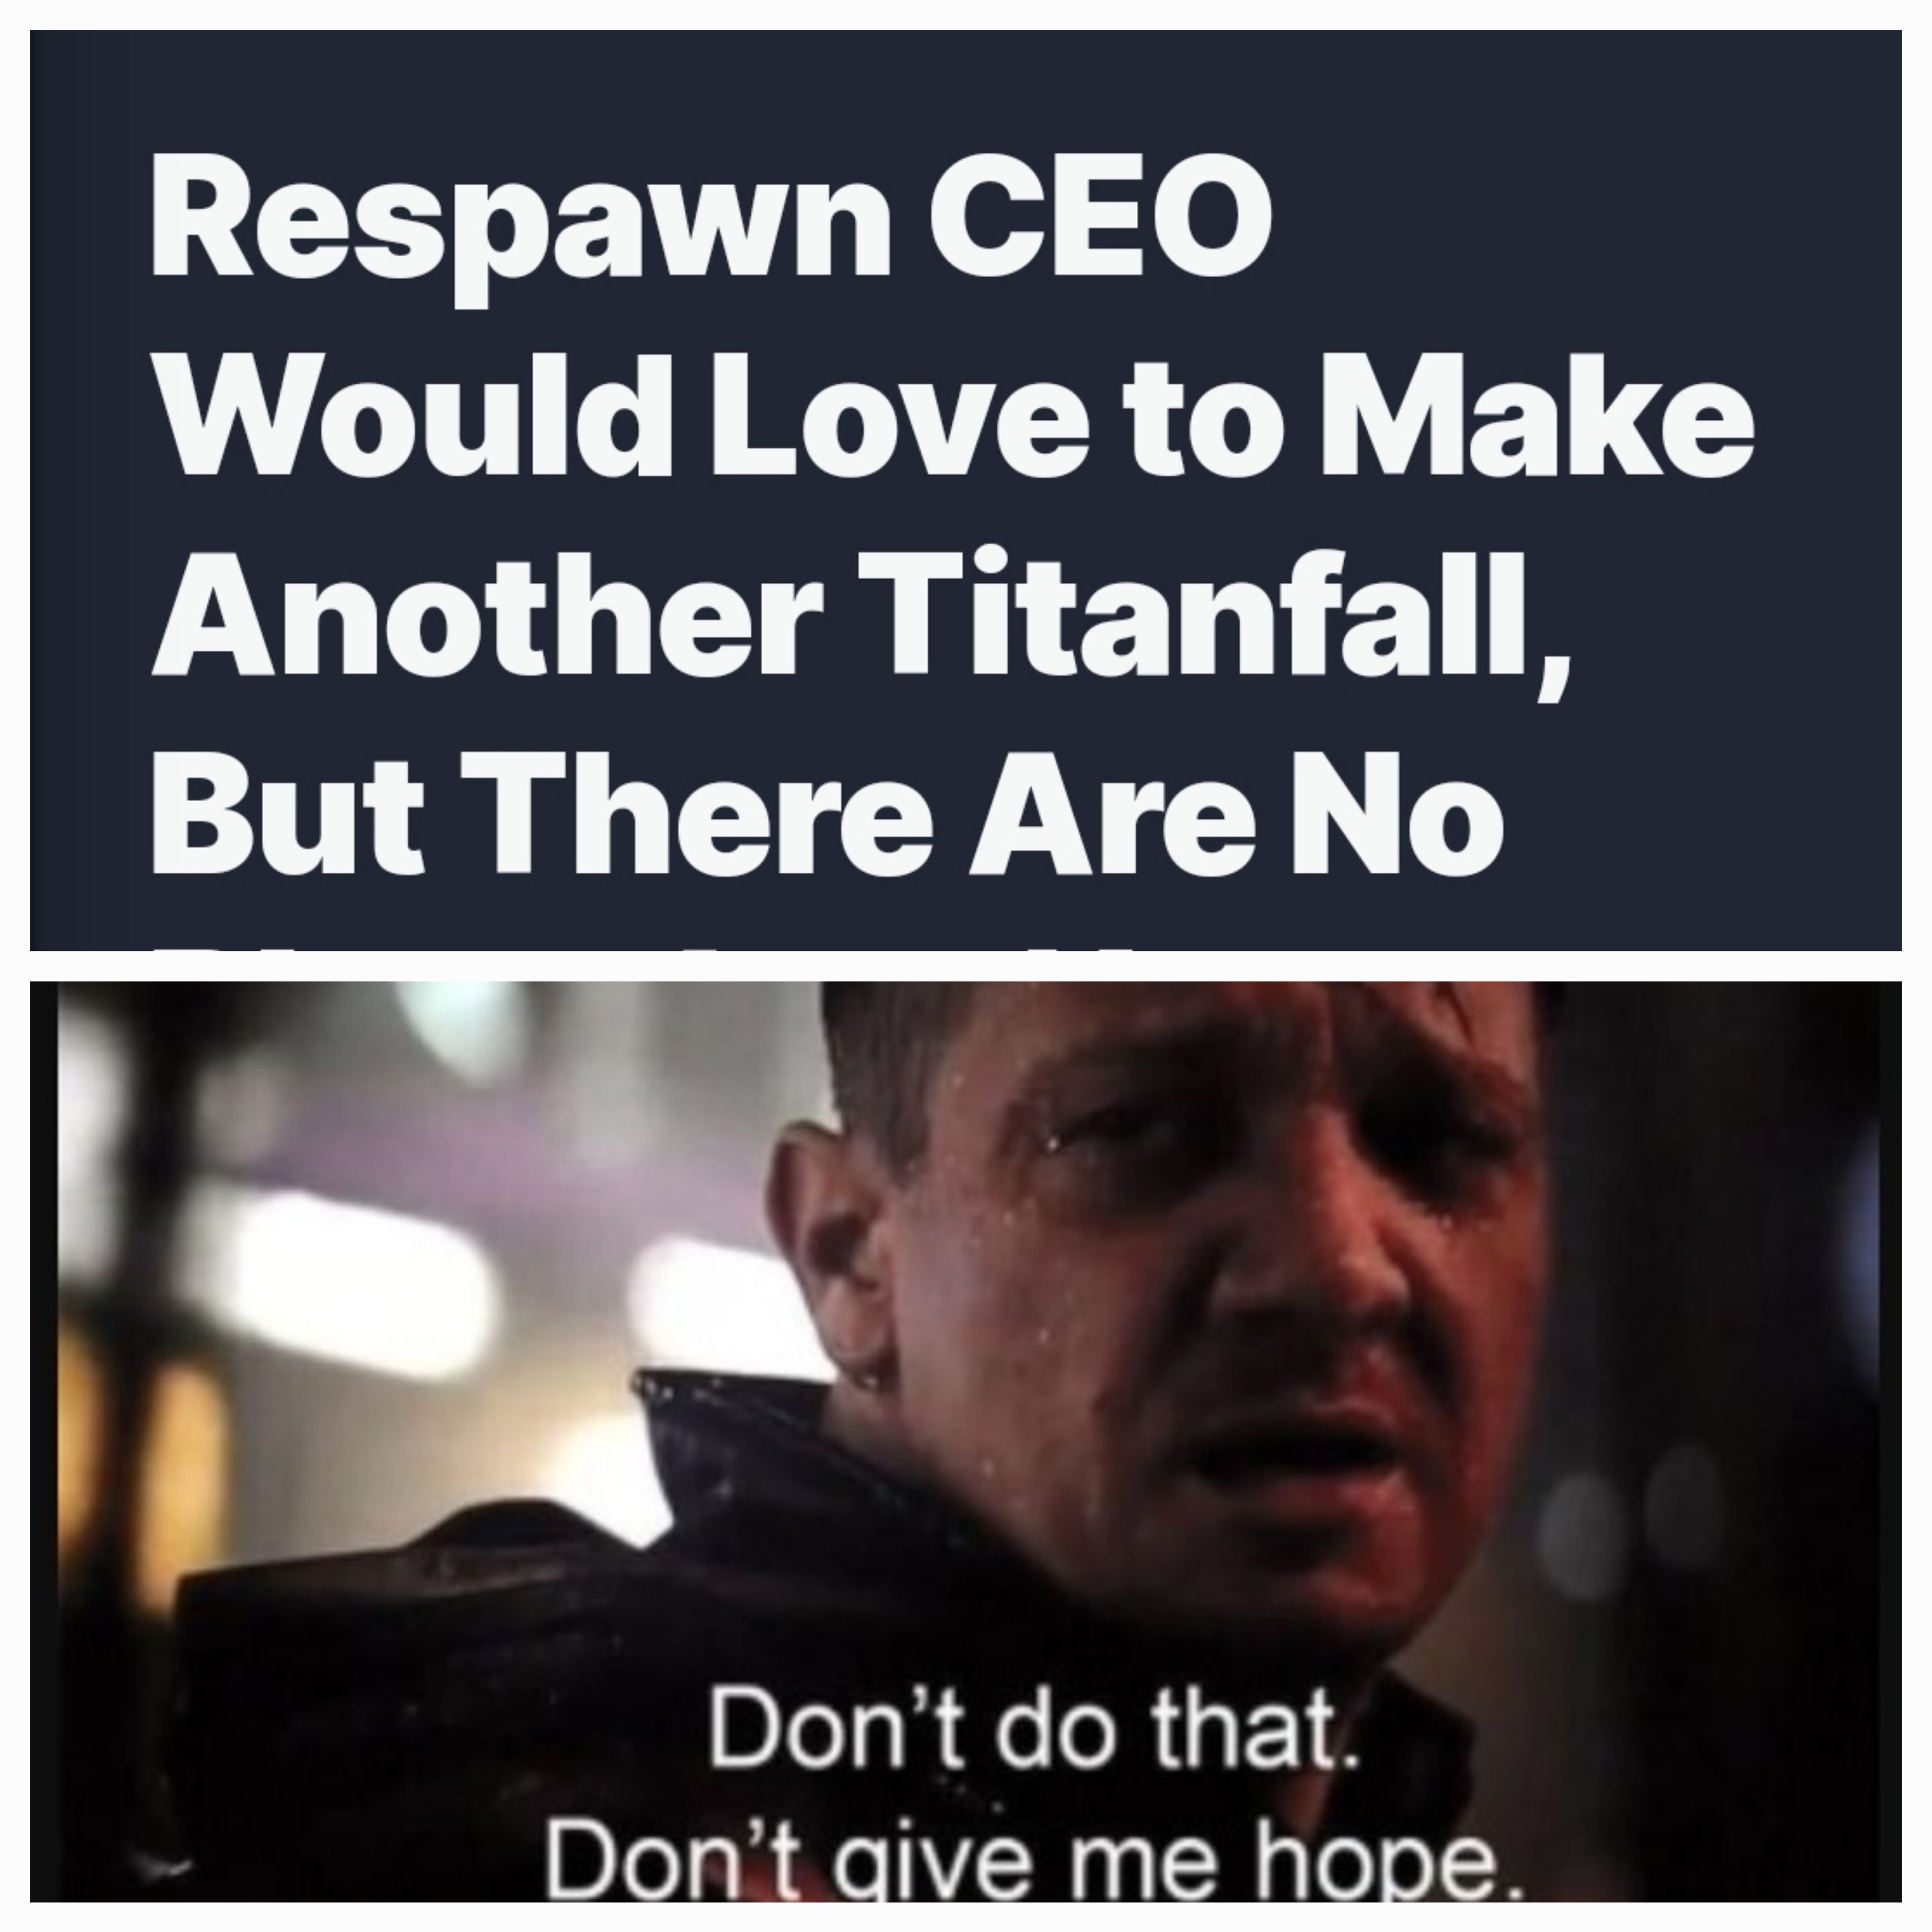 Respawn CEO
Would Love to Make
Another Titanfall,
But There Are No
Don’t do that.
Don’t give me hope.